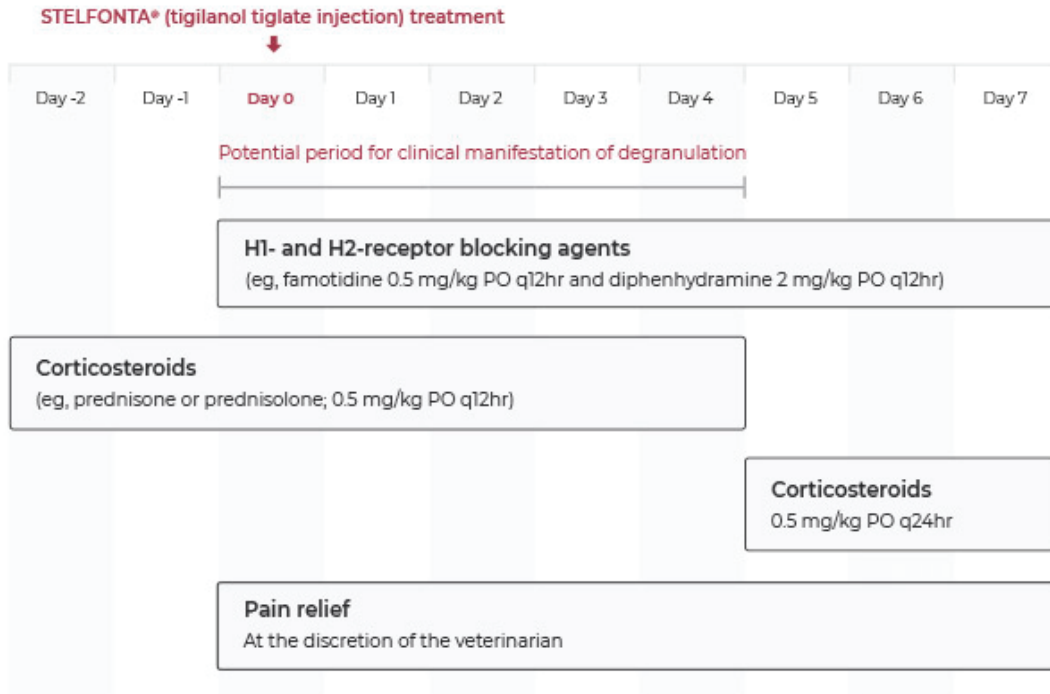 STELFONTA® (tigilanol tiglate injection) treatment
Day -2
Day -1
Day 0
Day 1
Day 2
Day 3
Day 4
Day 5
Day 6
Day 7
Potential period for clinical manifestation of degranulation
H1- and H2-receptor blocking agents
(eg, famotidine 0.5 mg/kg PO q12hr and diphenhydramine 2 mg/kg PO q12hr)
Corticosteroids
(eg, prednisone or prednisolone; 0.5 mg/kg PO q12hr)
Corticosteroids
0.5 mg/kg PO q24hr
Pain relief
At the discretion of the veterinarian